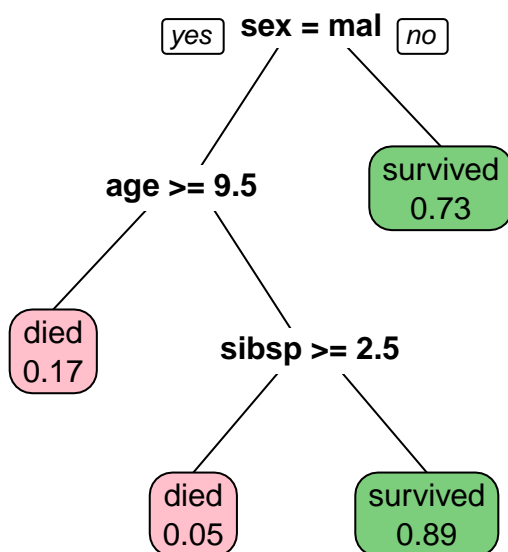 yes sex = mal no
age >= 9.5
survived
0.73
died
0.17
sibsp >= 2.5
died
0.05
survived
0.89